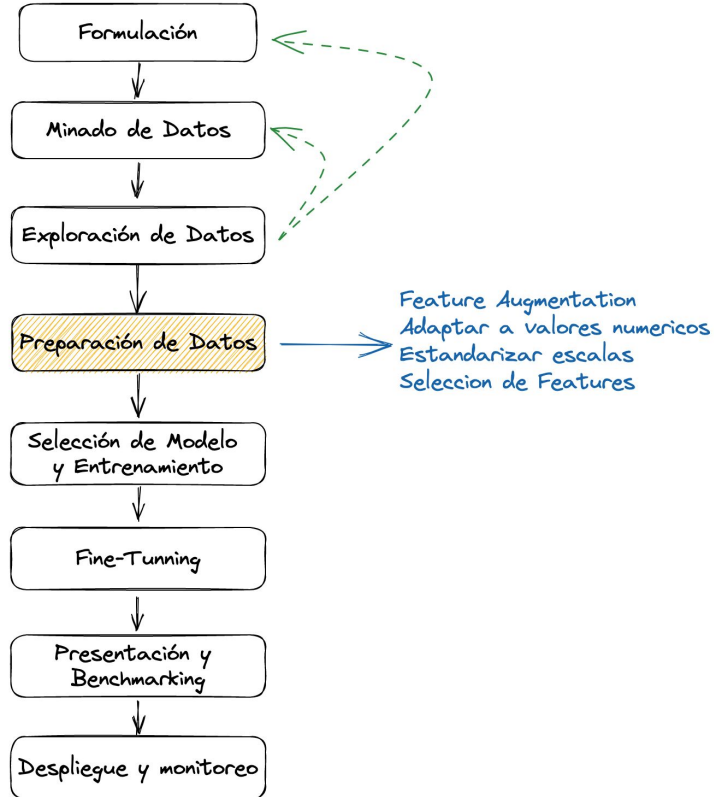 Formulación
Minado de Datos
Exploración de Datos
Preparación de Datos
Feature Augmentation
Adaptar a valores numericos
Estandarizar escalas
Seleccion de Features
Selección de Modelo
y Entrenamiento
Fine-Tunning
Presentación y
Benchmarking
Despliegue y monitoreo